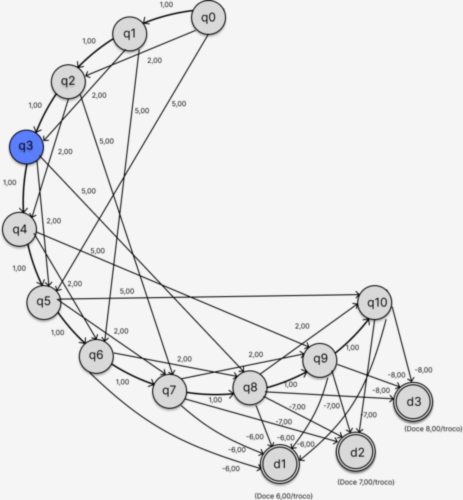 1,00
q0
q1
1,00
2,00
q2
2,00
1,00
5,00
5,00
q3
2,00
5,00
1,00
5,00
2,00
q4
5,00
1,00
5,00
q10
q5
2,00
1,00
2,00
1,00
q6
2,00
2,00
q9
1,00
q7
q8
1,00
-8,00
-8,00
-8,00
1,00
d3
-7,00
-7,00
-7,00
-7,00
(Doce 8,00/troco)
-6,00
-6,00
-6,00
-6,00
-6,00
d1
d2
(Doce 7,00/troco)
(Doce 6,00/troco)